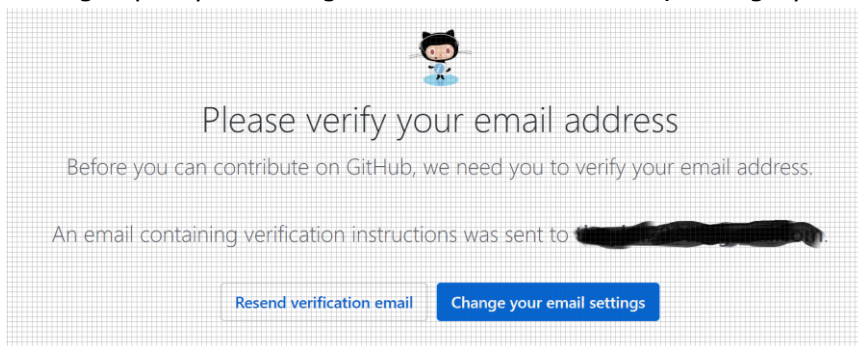 Please verify your email address
Before you can contribute on GitHub, we need you to verify your email address.
An email containing verification instructions was sent to
Resend verification email
Change your email settings